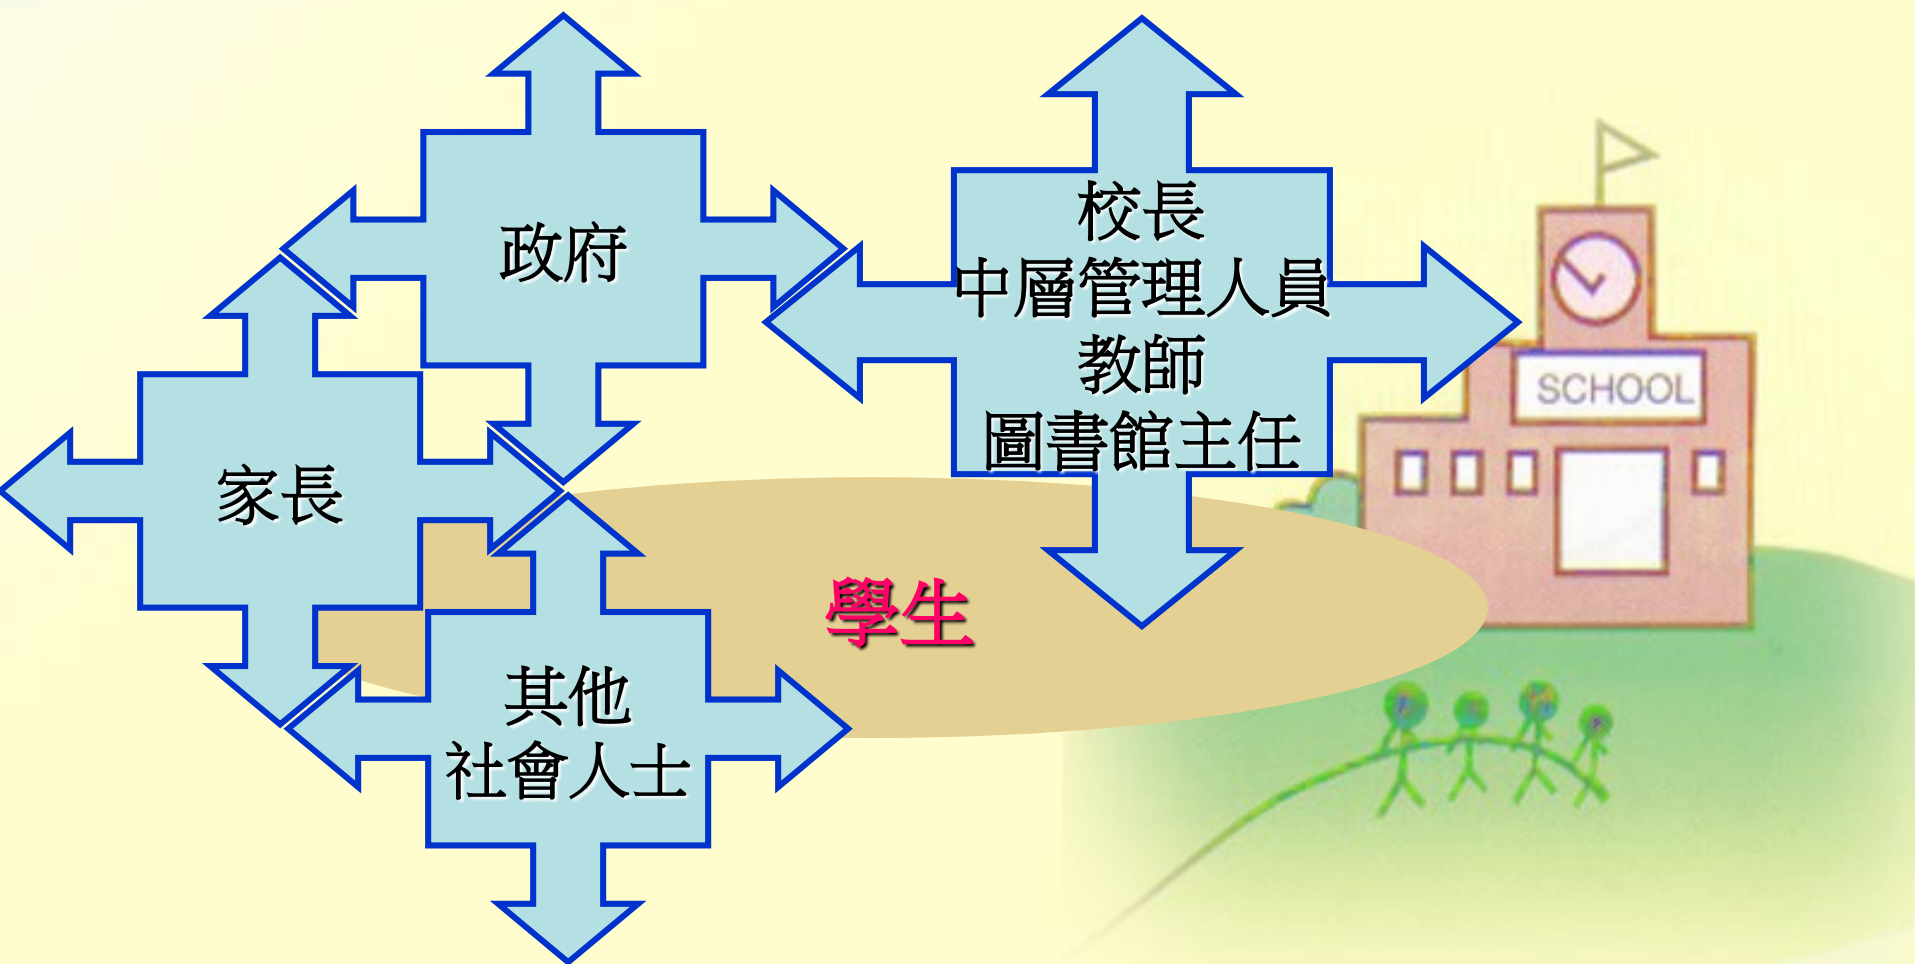 政府
校長
中層管理人員
教師
圖書館主任
SCHOOL
家長
學生
其他
社會人士